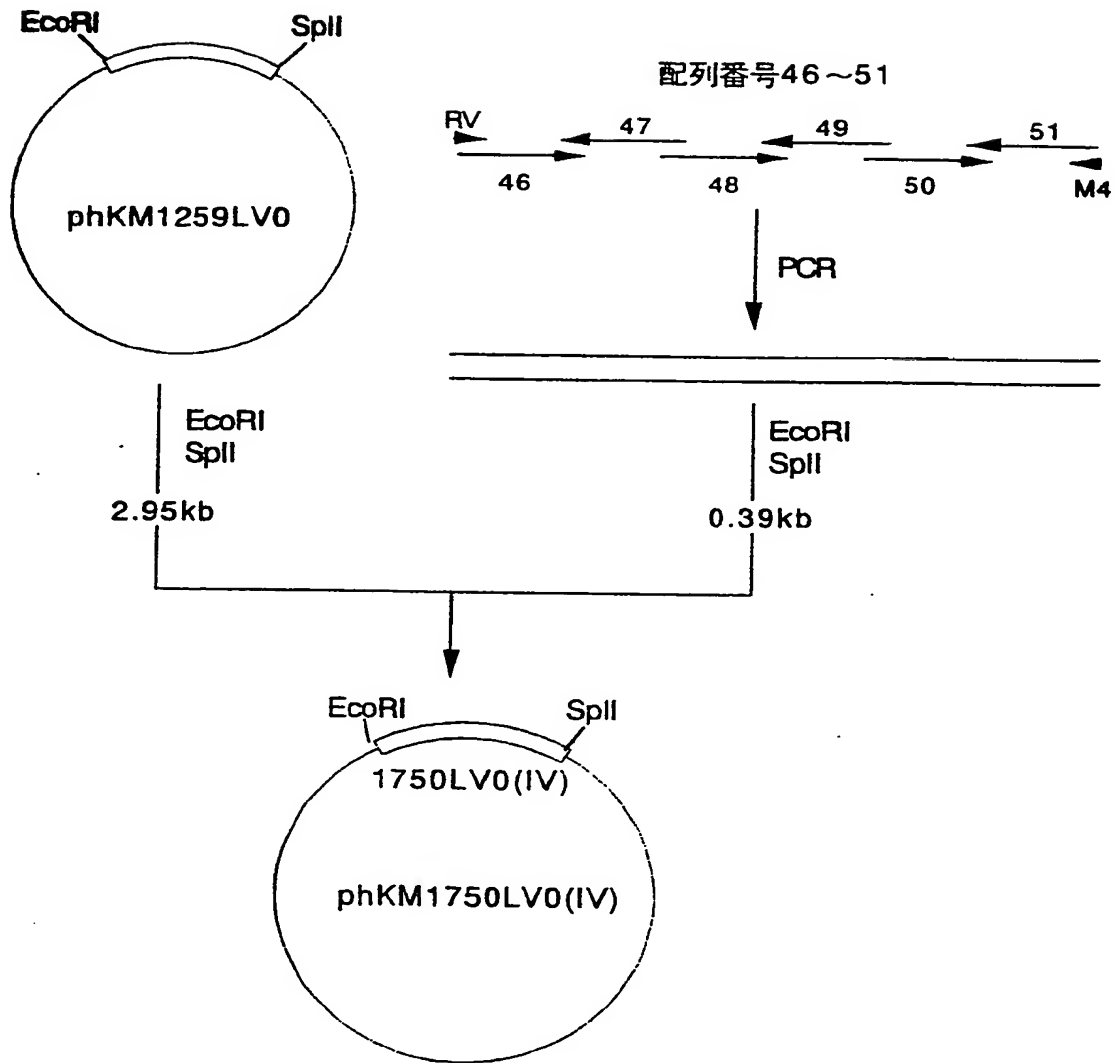 EcoRI
SplI
phKM1259LV0
配列番号46～51
RV
47
49
51
46
48
50
M4
PCR
EcoRI
SplI
2.95kb
EcoRI
SplI
0.39kb
EcoRI
SplI
1750LV0(IV)
phKM1750LV0(IV)